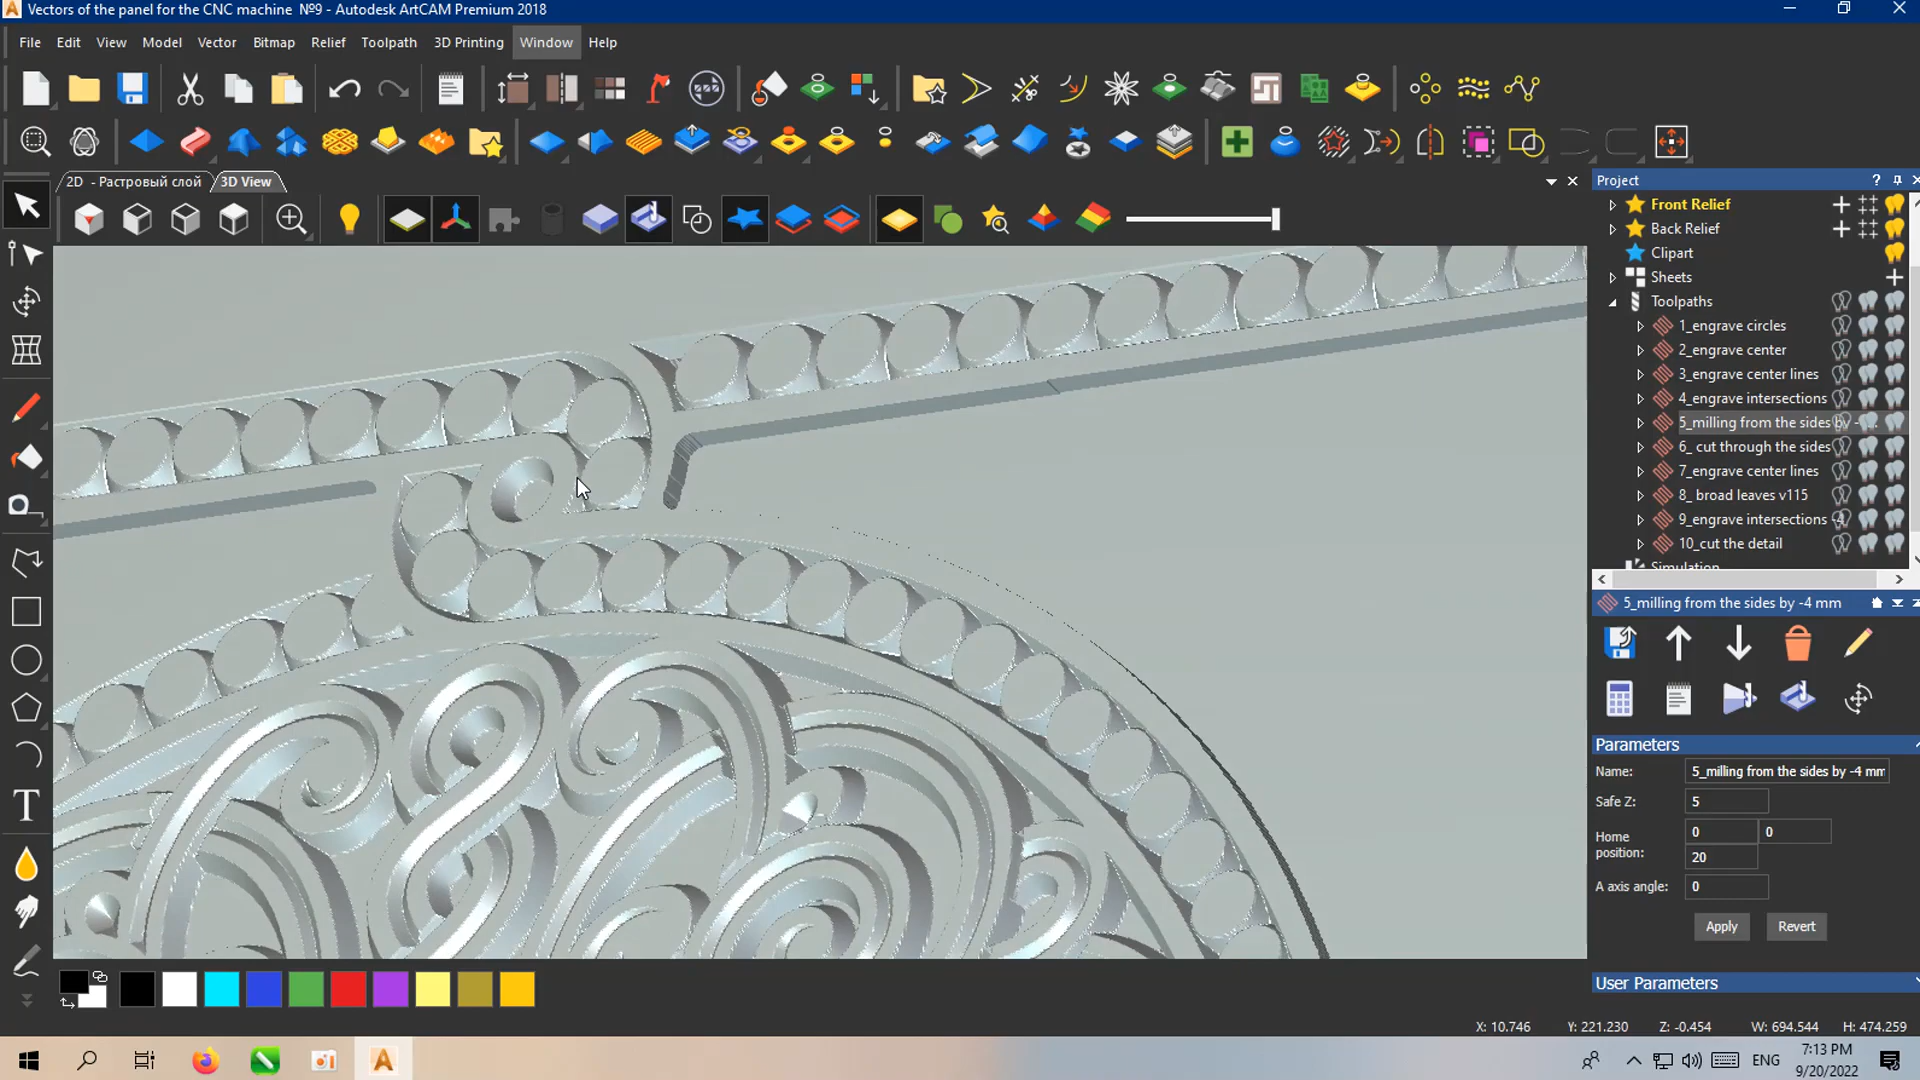 Vectors of the panel for the CNC machine №9 - Autodesk ArtCAM Premium 2018
File Edit View Model Vector Bitmap Relief Toolpath 3D Printing Window Help
2D - Растровый слой 3D View
Project
Front Relief
Back Relief
Clipart
Sheets
Toolpaths
1_engrave circles
2_engrave center
3_engrave center lines
4_engrave intersections
5_milling from the sides by -
6_ cut through the sides
7_engrave center lines
8_ broad leaves v115
9_engrave intersections -4
10_cut the detail
Simulation
5_milling from the sides by -4 mm
Parameters
Name: 5_milling from the sides by -4 mm
Safe Z: 5
Home position: 0 0
20
A axis angle: 0
Apply Revert
User Parameters
X: 10.746 Y: 221.230 Z: -0.454 W: 694.544 H: 474.259
ENG
7:13 PM
9/20/2022